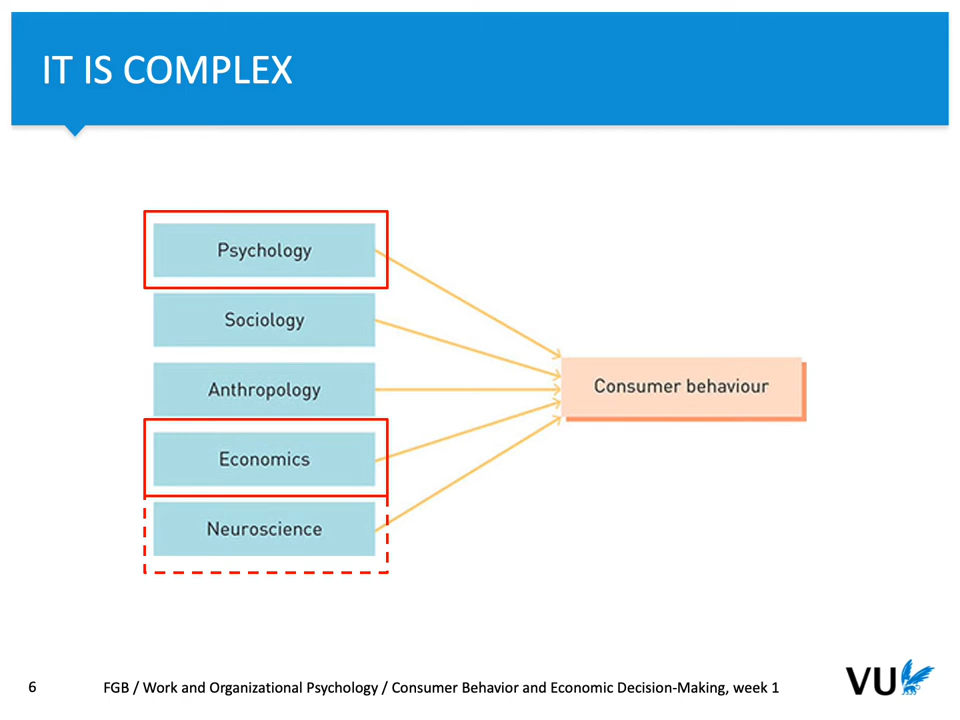 IT IS COMPLEX
Psychology
Sociology
Anthropology
Economics
Neuroscience
Consumer behaviour
6
FGB / Work and Organizational Psychology / Consumer Behavior and Economic Decision-Making, week 1
VU